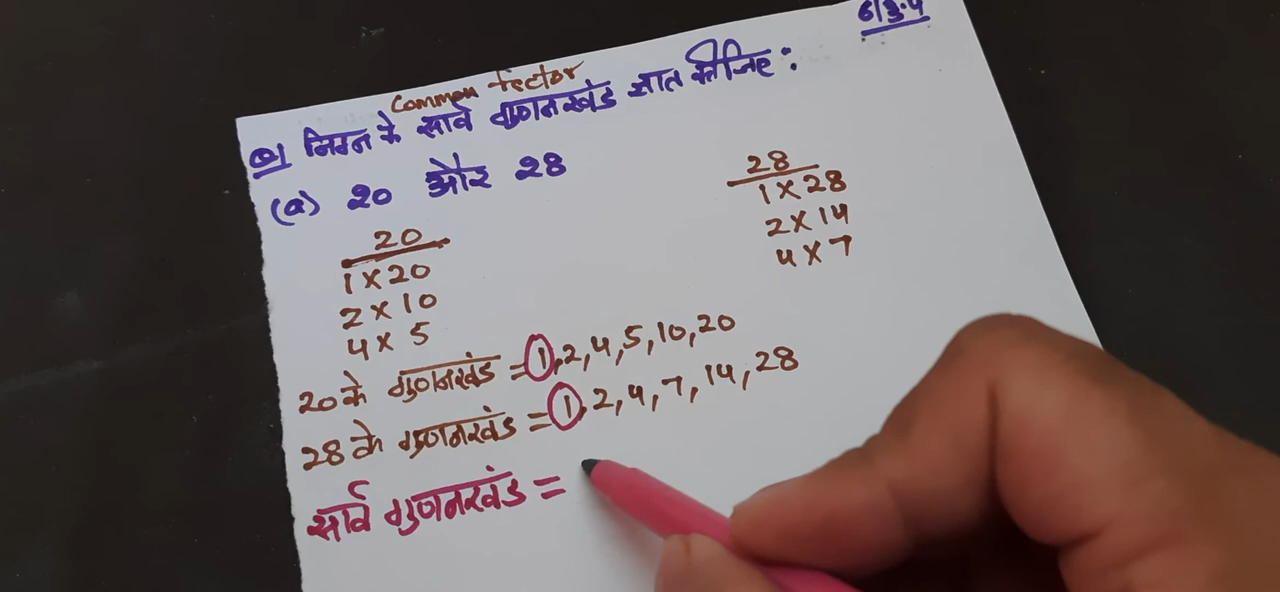 6/3.4
Common fector
Q1 निम्न के सार्व गुणनखंड ज्ञात कीजिए :
(a) 20 और 28
20
1 X 20
2 X 10
4 X 5
28
1 X 28
2 X 14
4 X 7
20 के गुणनखंड = 1, 2, 4, 5, 10, 20
28 के गुणनखंड = 1, 2, 4, 7, 14, 28
सार्व गुणनखंड =